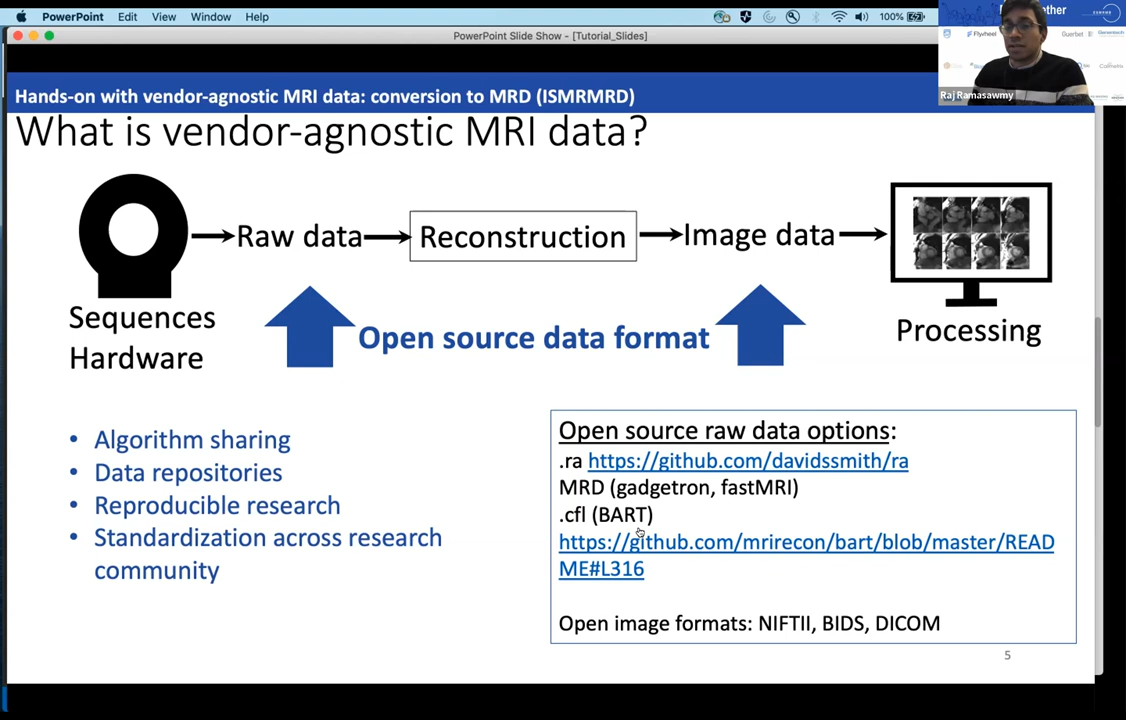 PowerPoint Edit View Window Help 100%
PowerPoint Slide Show - [Tutorial_Slides]
Flywheel Guerbet Genentech
Raj Ramasawmy
Hands-on with vendor-agnostic MRI data: conversion to MRD (ISMRMRD)
What is vendor-agnostic MRI data?
Raw data Reconstruction Image data
Sequences
Hardware
Open source data format
Processing
• Algorithm sharing
• Data repositories
• Reproducible research
• Standardization across research
community
Open source raw data options:
.ra https://github.com/davidssmith/ra
MRD (gadgetron, fastMRI)
.cfl (BART)
https://github.com/mrirecon/bart/blob/master/READ
ME#L316
Open image formats: NIFTII, BIDS, DICOM
5